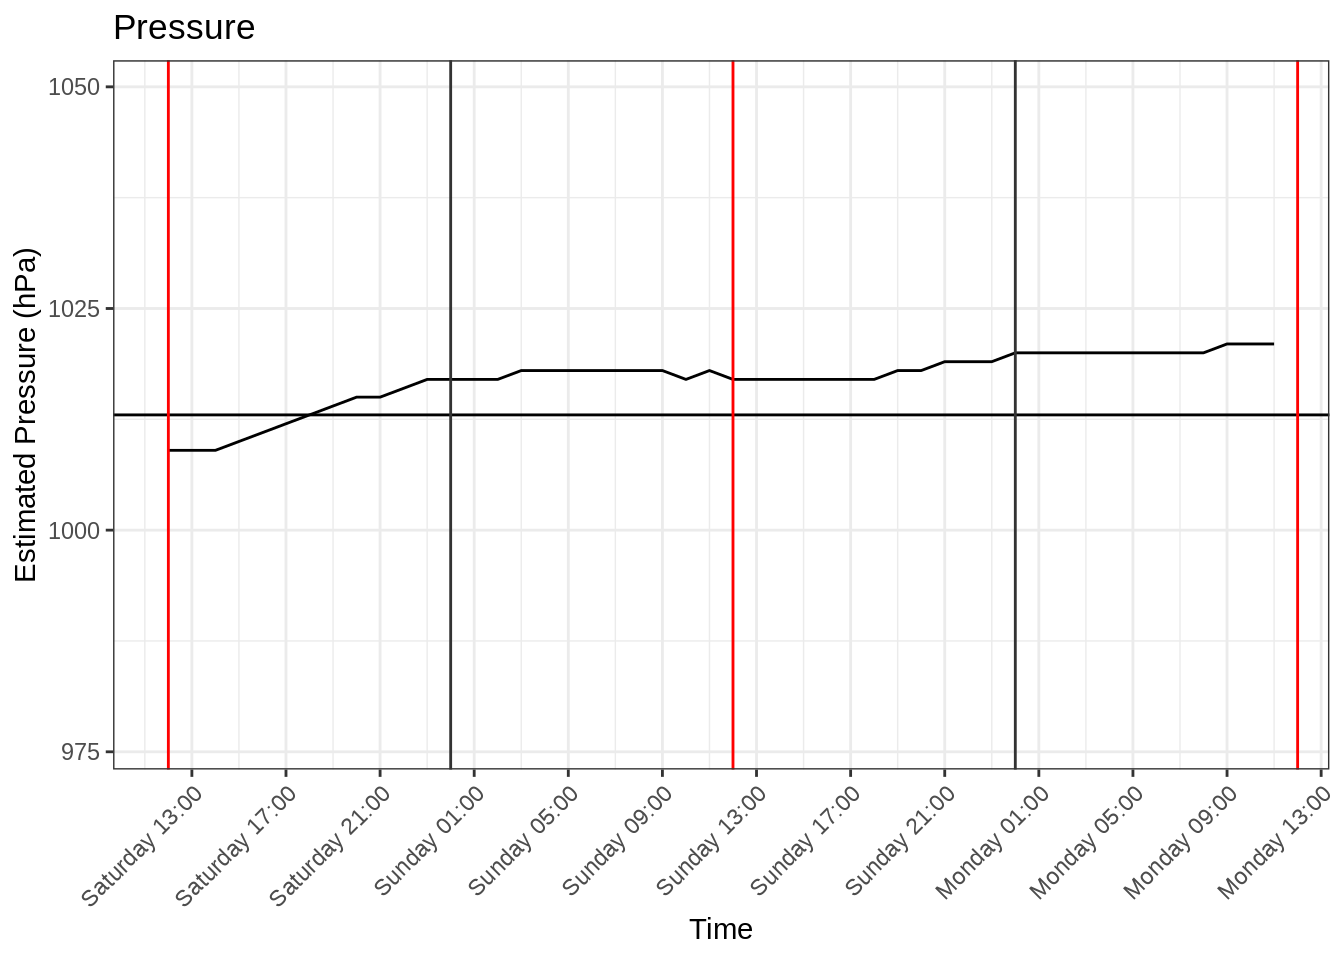 Pressure
Estimated Pressure (hPa)
1050
1025
1000
975
Saturday 13:00
Saturday 17:00
Saturday 21:00
Sunday 01:00
Sunday 05:00
Sunday 09:00
Sunday 13:00
Sunday 17:00
Sunday 21:00
Monday 01:00
Monday 05:00
Monday 09:00
Monday 13:00
Time